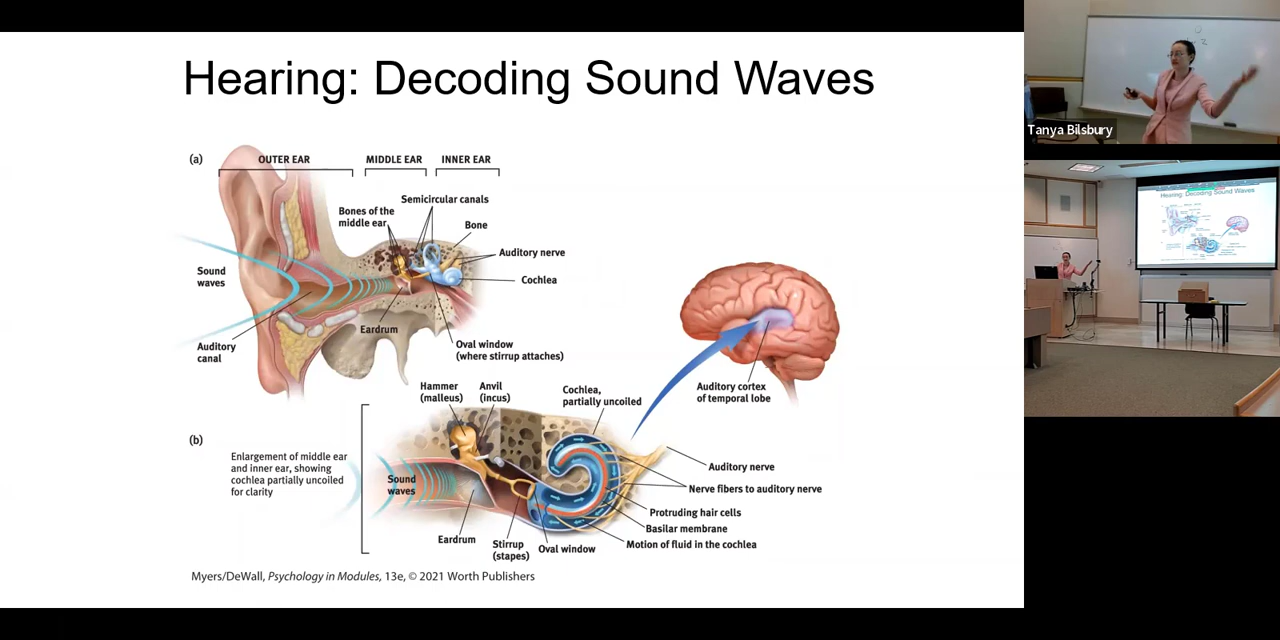 Hearing: Decoding Sound Waves
(a)
OUTER EAR
MIDDLE EAR
INNER EAR
Semicircular canals
Bones of the
middle ear
Bone
Auditory nerve
Sound
waves
Cochlea
Eardrum
Auditory
canal
Oval window
(where stirrup attaches)
Hammer
(malleus)
Anvil
(incus)
Cochlea,
partially uncoiled
Auditory cortex
of temporal lobe
(b)
Enlargement of middle ear
and inner ear, showing
cochlea partially uncoiled
for clarity
Sound
waves
Auditory nerve
Nerve fibers to auditory nerve
Protruding hair cells
Basilar membrane
Motion of fluid in the cochlea
Eardrum
Stirrup
(stapes)
Oval window
Myers/DeWall, Psychology in Modules, 13e, © 2021 Worth Publishers
Tanya Bilsbury
Hearing: Decoding Sound Waves